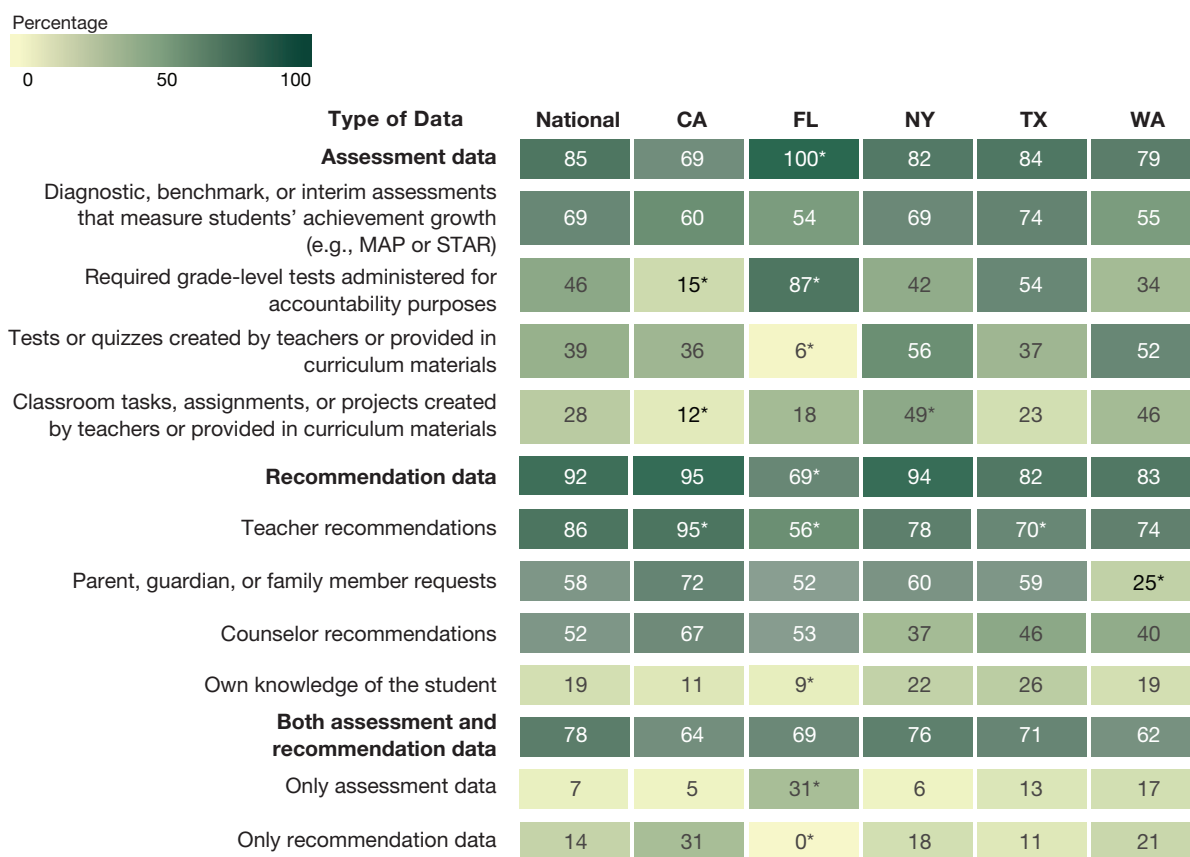 Percentage
0 50 100
Type of Data National CA FL NY TX WA
Assessment data 85 69 100* 82 84 79
Diagnostic, benchmark, or interim assessments
that measure students’ achievement growth 69 60 54 69 74 55
(e.g., MAP or STAR)
Required grade-level tests administered for
accountability purposes 46 15* 87* 42 54 34
Tests or quizzes created by teachers or provided in
curriculum materials 39 36 6* 56 37 52
Classroom tasks, assignments, or projects created
by teachers or provided in curriculum materials 28 12* 18 49* 23 46
Recommendation data 92 95 69* 94 82 83
Teacher recommendations 86 95* 56* 78 70* 74
Parent, guardian, or family member requests 58 72 52 60 59 25*
Counselor recommendations 52 67 53 37 46 40
Own knowledge of the student 19 11 9* 22 26 19
Both assessment and
recommendation data 78 64 69 76 71 62
Only assessment data 7 5 31* 6 13 17
Only recommendation data 14 31 0* 18 11 21